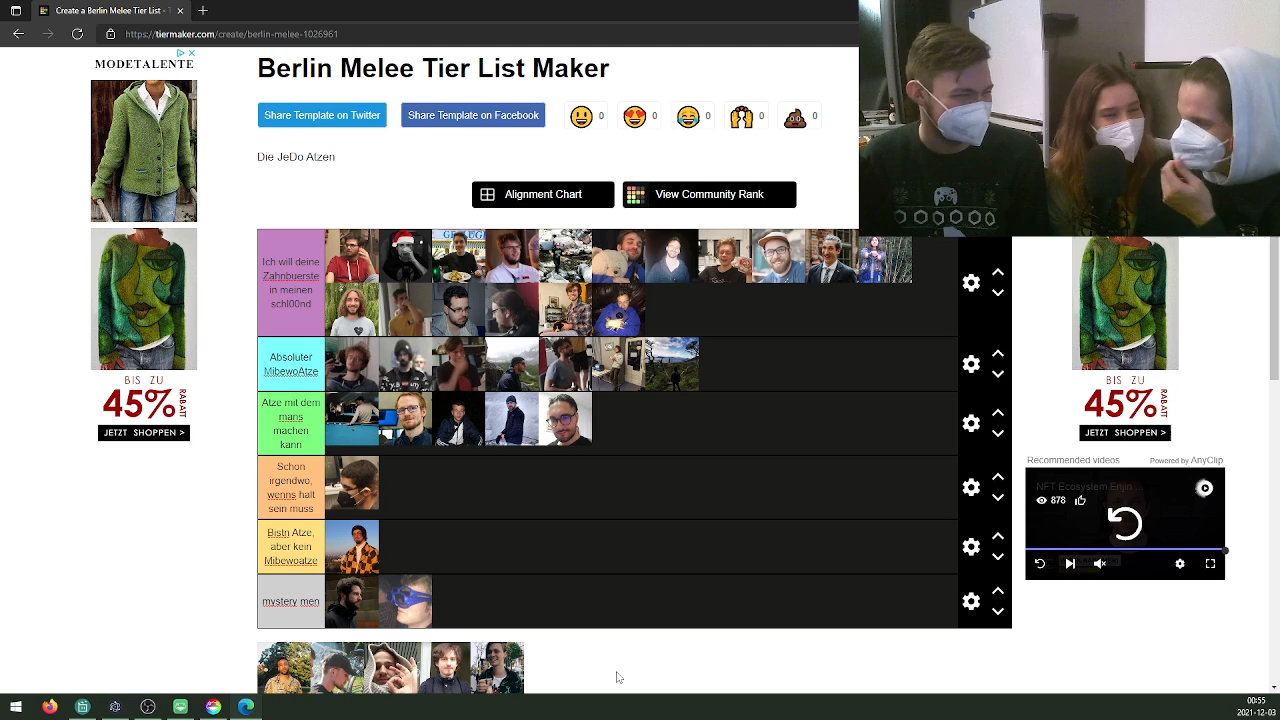 Create a Berlin Melee Tier List -
https://tiermaker.com/create/berlin-melee-1026961
MODETALENTE
BIS ZU
45%
RABATT
JETZT SHOPPEN >
Berlin Melee Tier List Maker
Share Template on Twitter
Share Template on Facebook
0
0
0
0
0
Die JeDo Atzen
Alignment Chart
View Community Rank
Ich will deine
Zahnbuerste
in meinen
schl00nd
Absoluter
MibewoAtze
Atze mit dem
mans
machen
kann
Schon
irgendwo,
wenns halt
sein muss
Bistn Atze,
aber kein
Mibewoatze
mystery men
BIS ZU
45%
RABATT
JETZT SHOPPEN >
Recommended videos
Powered by AnyClip
NFT Ecosystem Enjin
878
00:55
2021-12-03